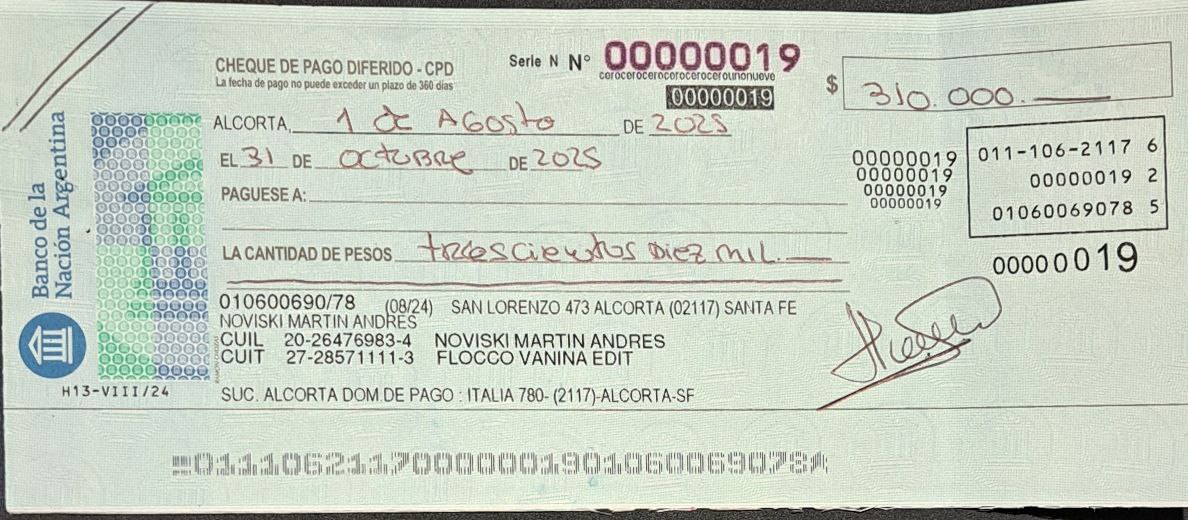 CHEQUE DE PAGO DIFERIDO - CPD
La fecha de pago no puede exceder un plazo de 360 días
Serie N Nº 00000019
cerocerocerocerocerocerounonueve
00000019
$ 310.000.
ALCORTA, 1 de Agosto DE 2025
EL 31 DE octubre DE 2025
PAGUESE A:
00000019
00000019
00000019
00000019
011-106-2117 6
00000019 2
01060069078 5
00000019
LA CANTIDAD DE PESOS trescientos Diez mil.
010600690/78 (08/24) SAN LORENZO 473 ALCORTA (02117) SANTA FE
NOVISKI MARTIN ANDRES
CUIL 20-26476983-4 NOVISKI MARTIN ANDRES
CUIT 27-28571111-3 FLOCCO VANINA EDIT
SUC. ALCORTA DOM.DE PAGO : ITALIA 780- (2117)-ALCORTA-SF
Banco de la
Nación Argentina
H13-VIII/24
01110621170000001901060069078